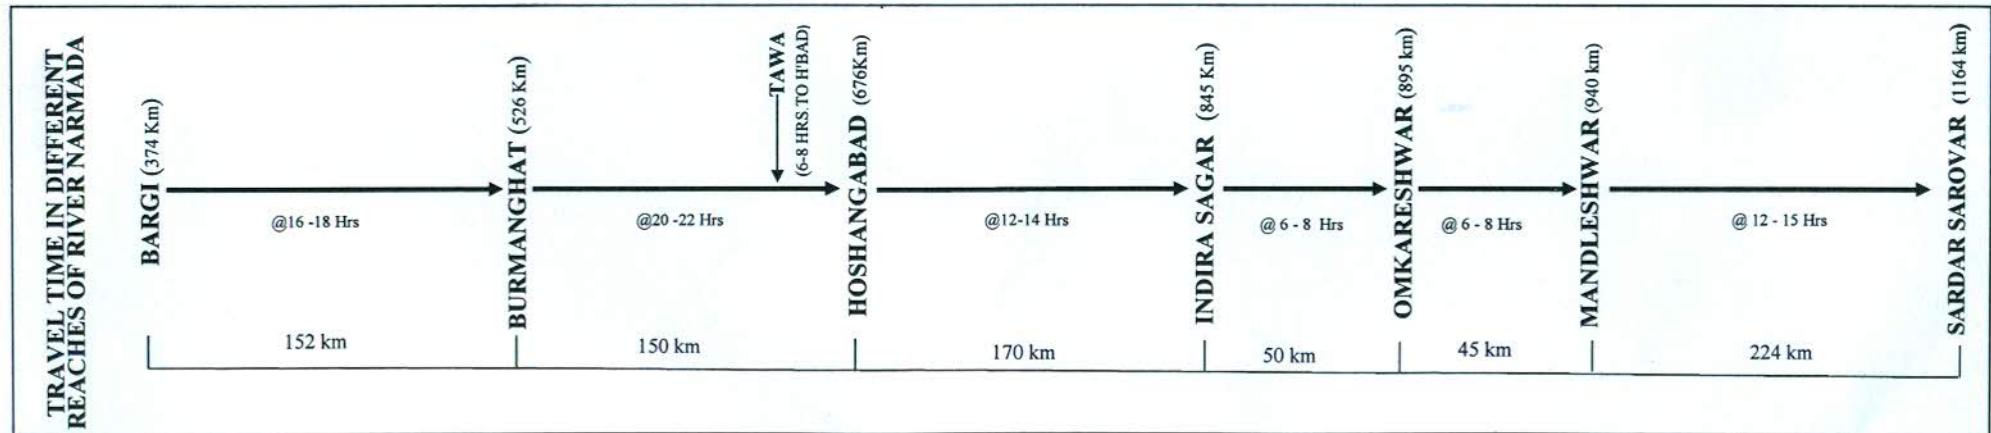 TRAVEL TIME IN DIFFERENT
REACHES OF RIVER NARMADA
BARGI (374 Km)
@16 -18 Hrs
BURMANGHAT (526 Km)
@20 -22 Hrs
TAWA
(6-8 HRS.TO H'BAD)
HOSHANGABAD (676Km)
@12-14 Hrs
INDIRA SAGAR (845 Km)
@ 6 - 8 Hrs
OMKARESHWAR (895 km)
@ 6 - 8 Hrs
MANDLESHWAR (940 km)
@ 12 - 15 Hrs
SARDAR SAROVAR (1164 km)
152 km
150 km
170 km
50 km
45 km
224 km